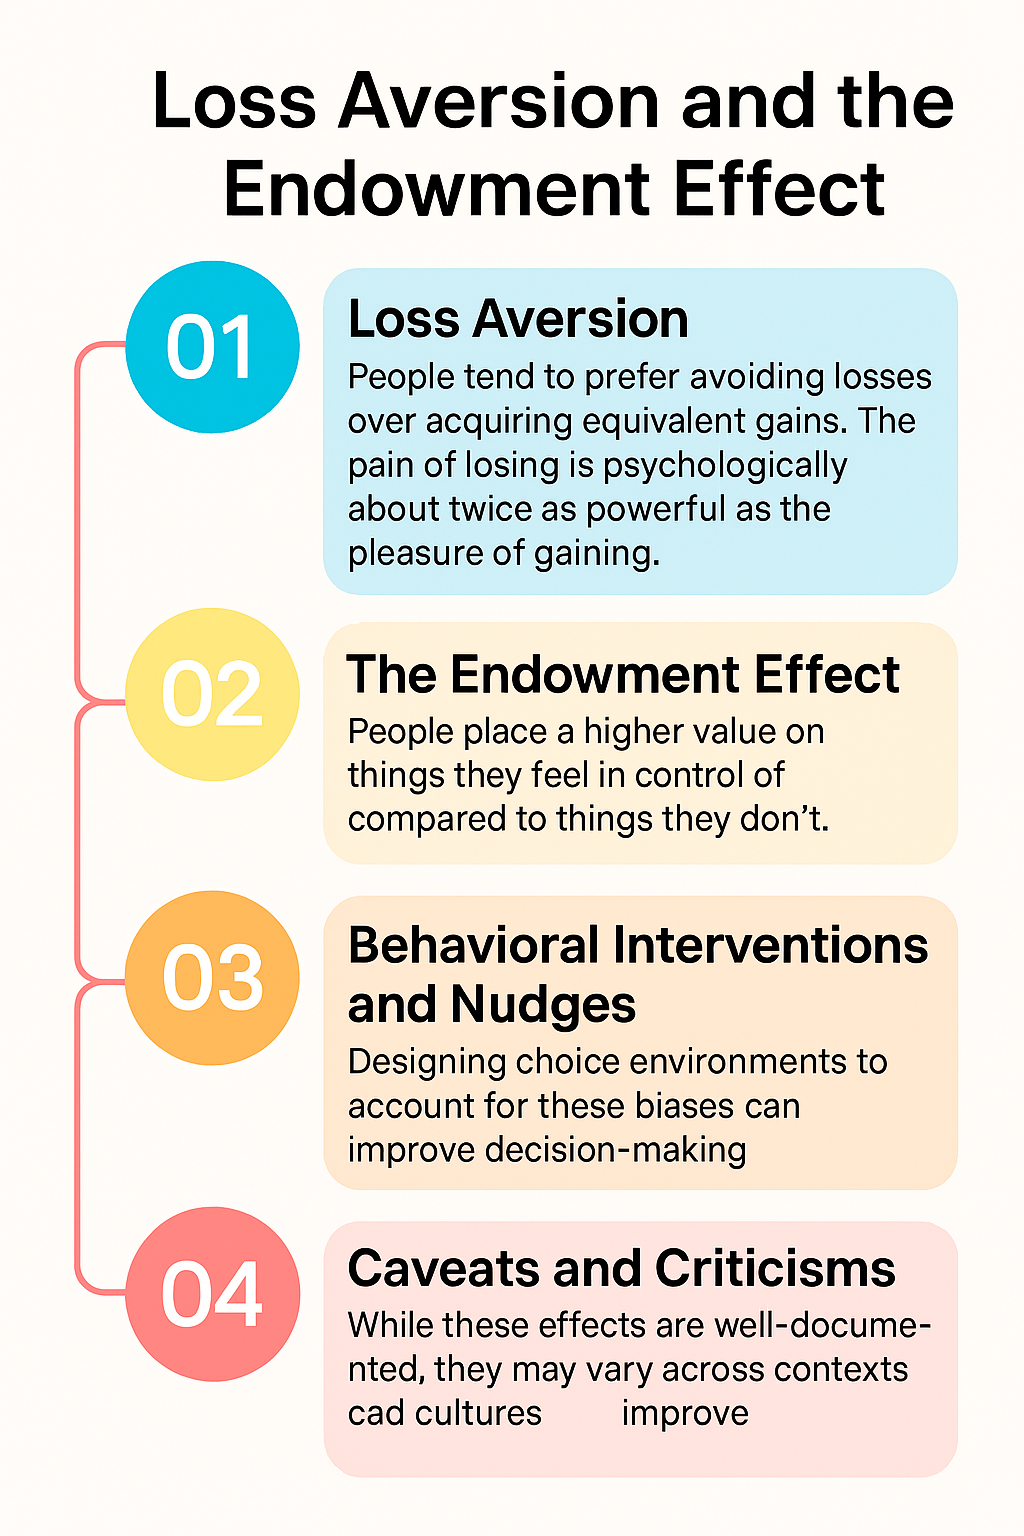 Loss Aversion and the
Endowment Effect
01
Loss Aversion
People tend to prefer avoiding losses
over acquiring equivalent gains. The
pain of losing is psychologically
about twice as powerful as the
pleasure of gaining.
02
The Endowment Effect
People place a higher value on
things they feel in control of
compared to things they don't.
03
Behavioral Interventions
and Nudges
Designing choice environments to
account for these biases can
improve decision-making
04
Caveats and Criticisms
While these effects are well-docume-
nted, they may vary across contexts
cad cultures improve